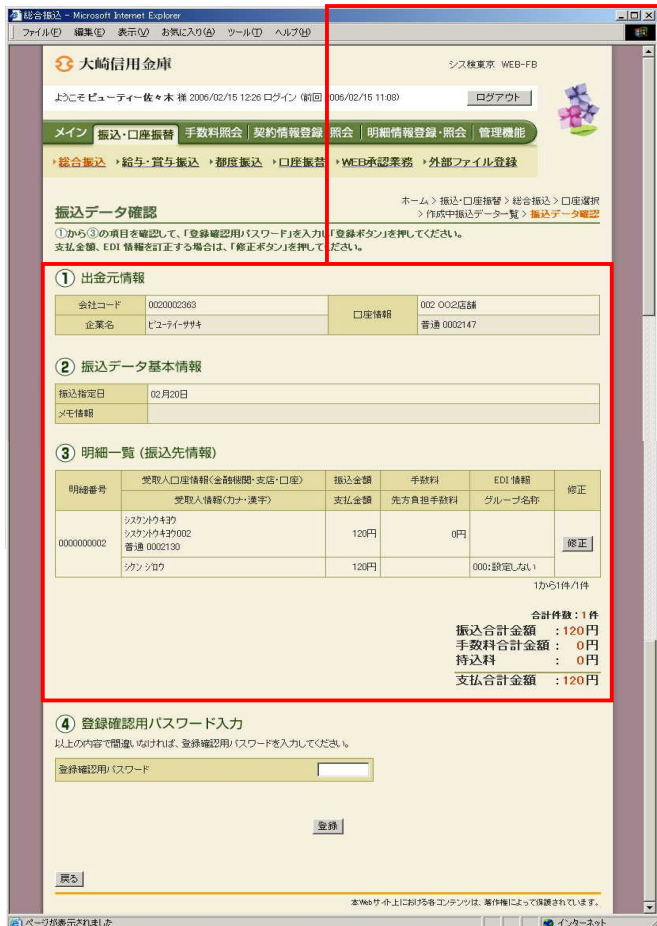 総合振込 - Microsoft Internet Explorer
ファイル(F) 編集(E) 表示(V) お気に入り(A) ツール(T) ヘルプ(H)
大崎信用金庫
シス検東京 WEB-FB
ようこそ ビューティー佐々木 様 2006/02/15 12:26 ログイン (前回 006/02/15 11:08)
ログアウト
メイン 振込・口座振替 手数料照会 契約情報登録 照会 明細情報登録・照会 管理機能
総合振込 給与・賞与振込 都度振込 口座振替 WEB承認業務 外部ファイル登録
ホーム > 振込・口座振替 > 総合振込 > 口座選択
> 作成中振込データ一覧 > 振込データ確認
振込データ確認
①から③の項目を確認して、「登録確認用パスワード」を入力し「登録ボタン」を押してください。
支払金額、EDI 情報を訂正する場合は、「修正ボタン」を押してください。
① 出金元情報
会社コード 0020002363 口座情報 002 002店舗
企業名 ビューティーササキ 普通 0002147
② 振込データ基本情報
振込指定日 02月20日
メモ情報
③ 明細一覧 (振込先情報)
明細番号 受取人口座情報(金融機関・支店・口座) 振込金額 手数料 EDI 情報 修正
受取人情報(カナ・漢字) 支払金額 先方負担手数料 グループ名称
0000000002
シスケントウキヨウ
シスケントウキヨウ002
普通 0002130
120円 0円 修正
シケン シロウ 120円 000:設定しない
1から1件/1件
合計件数:1件
振込合計金額 :120円
手数料合計金額: 0円
持込料 : 0円
支払合計金額 :120円
④ 登録確認用パスワード入力
以上の内容で間違いなければ、登録確認用パスワードを入力してください。
登録確認用パスワード
登録
戻る
本Webサイト上における各コンテンツは、著作権によって保護されています。
ページが表示されました インターネット